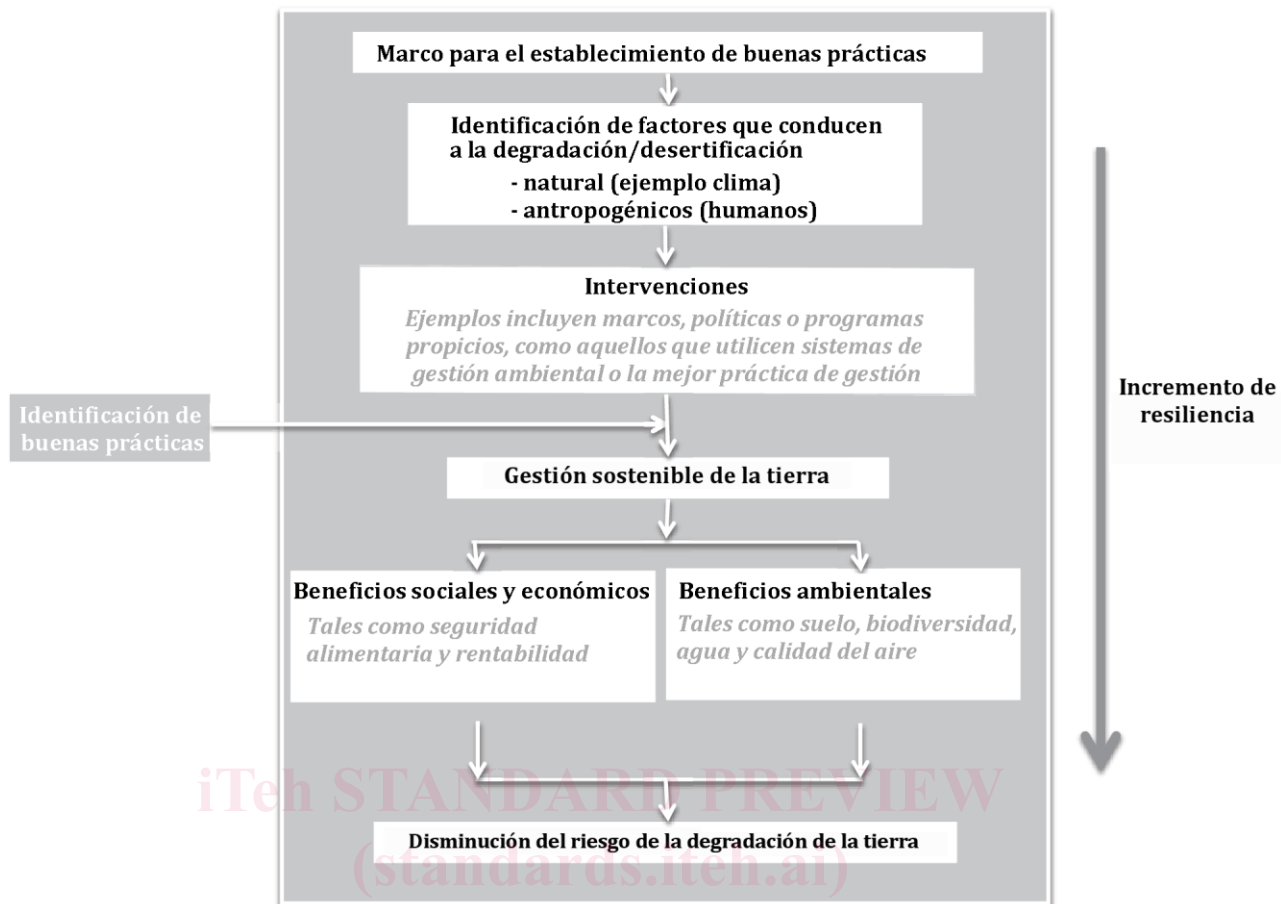 Marco para el establecimiento de buenas prácticas
Identificación de factores que conducen
a la degradación/desertificación
- natural (ejemplo clima)
- antropogénicos (humanos)
Intervenciones
Ejemplos incluyen marcos, políticas o programas
propicios, como aquellos que utilicen sistemas de
gestión ambiental o la mejor práctica de gestión
Identificación de
buenas prácticas
Incremento de
resiliencia
Gestión sostenible de la tierra
Beneficios sociales y económicos
Tales como seguridad
alimentaria y rentabilidad
Beneficios ambientales
Tales como suelo, biodiversidad,
agua y calidad del aire
iTeh STANDARD PREVIEW
Disminución del riesgo de la degradación de la tierra
(standards.iteh.ai)